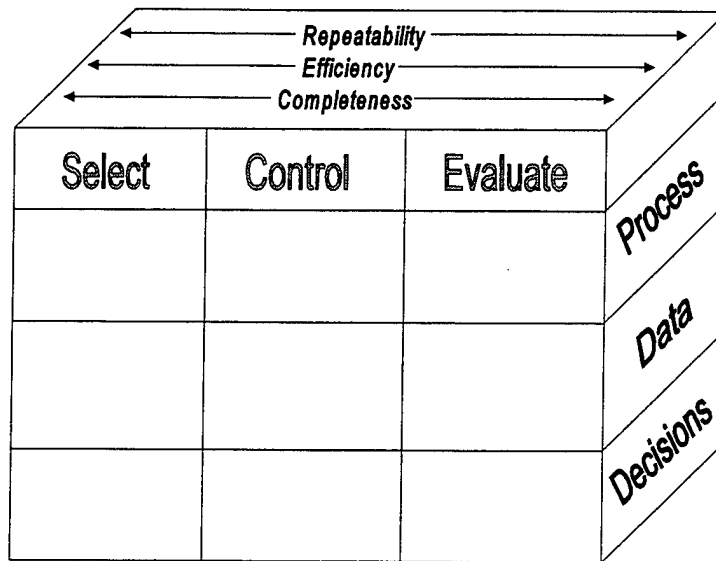 Repeatability
Efficiency
Completeness
Select Control Evaluate
Process
Data
Decisions